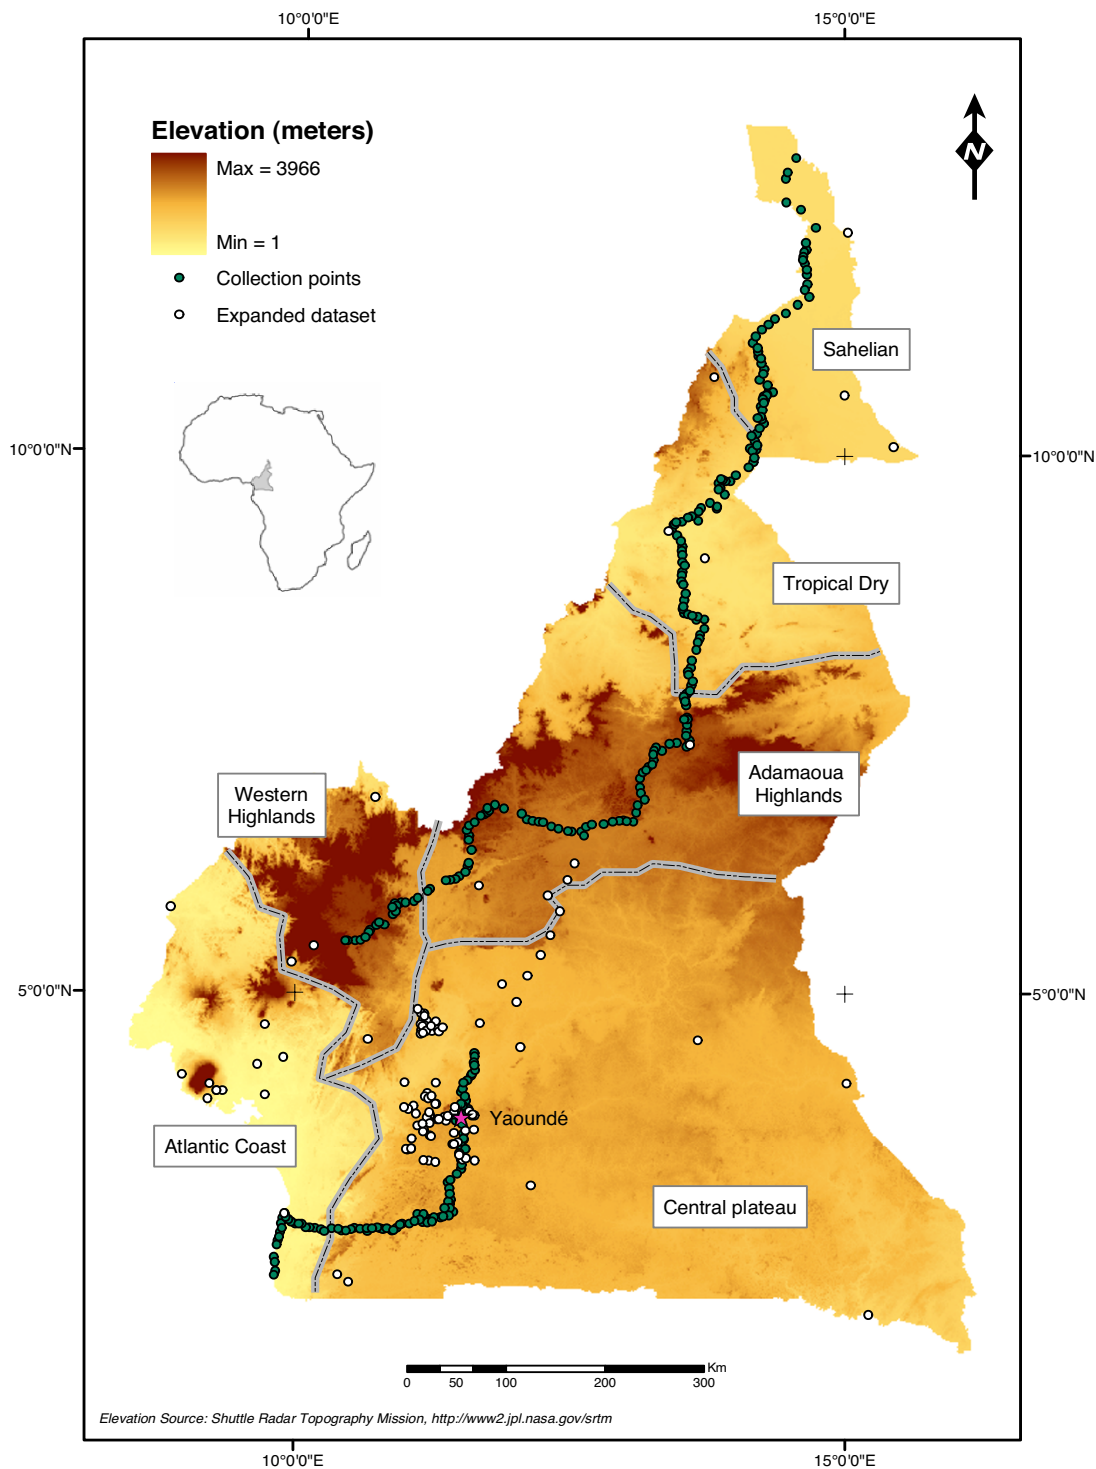 10°0'0"E
15°0'0"E
Elevation (meters)
Max = 3966
Min = 1
Collection points
Expanded dataset
N
Sahelian
10°0'0"N
10°0'0"N
Tropical Dry
Adamaoua
Highlands
Western
Highlands
5°0'0"N
5°0'0"N
Yaoundé
Atlantic Coast
Central plateau
Km
0 50 100 200 300
Elevation Source: Shuttle Radar Topography Mission, http://www2.jpl.nasa.gov/srtm
10°0'0"E
15°0'0"E